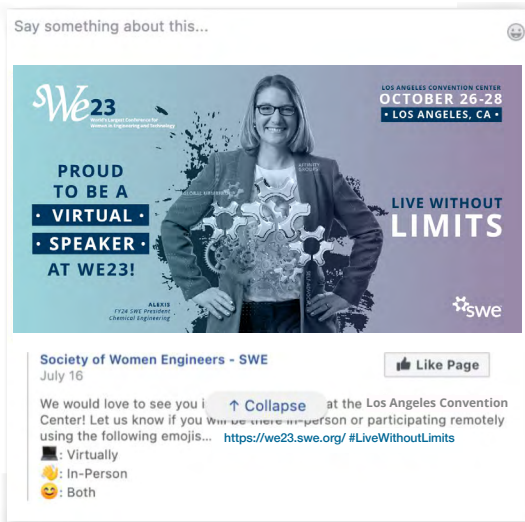 Say something about this...
sWe23
World's Largest Conference for
Women in Engineering and Technology
LOS ANGELES CONVENTION CENTER
OCTOBER 26-28
• LOS ANGELES, CA •
PROUD
TO BE A
• VIRTUAL •
• SPEAKER •
AT WE23!
AFFINITY
GROUPS
GLOBAL
LIVE WITHOUT
LIMITS
ALEXIS
FY24 SWE President
Chemical Engineering
swe
Society of Women Engineers - SWE
July 16
Like Page
We would love to see you i
↑ Collapse
at the Los Angeles Convention
Center! Let us know if you will be there in-person or participating remotely
using the following emojis... https://we23.swe.org/ #LiveWithoutLimits
💻: Virtually
👋: In-Person
😊: Both